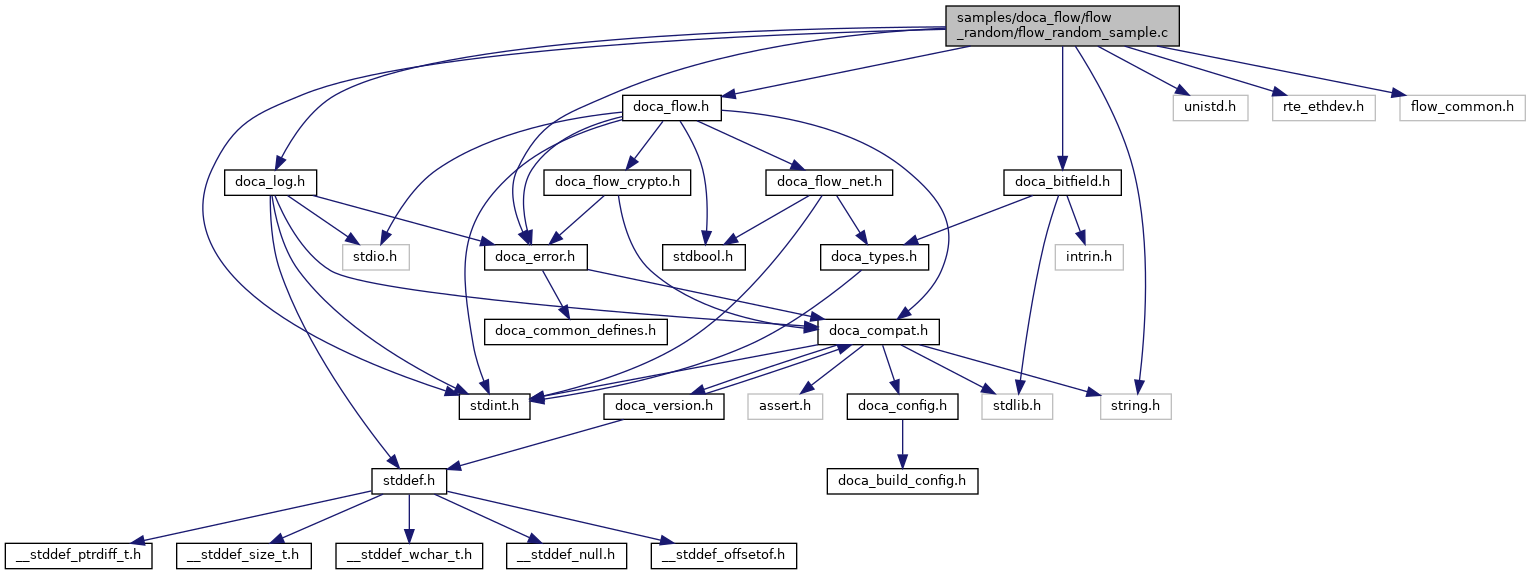 samples/doca_flow/flow
_random/flow_random_sample.c
doca_flow.h
unistd.h
rte_ethdev.h
flow_common.h
doca_log.h
doca_flow_crypto.h
doca_flow_net.h
doca_bitfield.h
stdio.h
doca_error.h
stdbool.h
doca_types.h
intrin.h
doca_common_defines.h
doca_compat.h
stdint.h
doca_version.h
assert.h
doca_config.h
stdlib.h
string.h
stddef.h
doca_build_config.h
__stddef_ptrdiff_t.h
__stddef_size_t.h
__stddef_wchar_t.h
__stddef_null.h
__stddef_offsetof.h